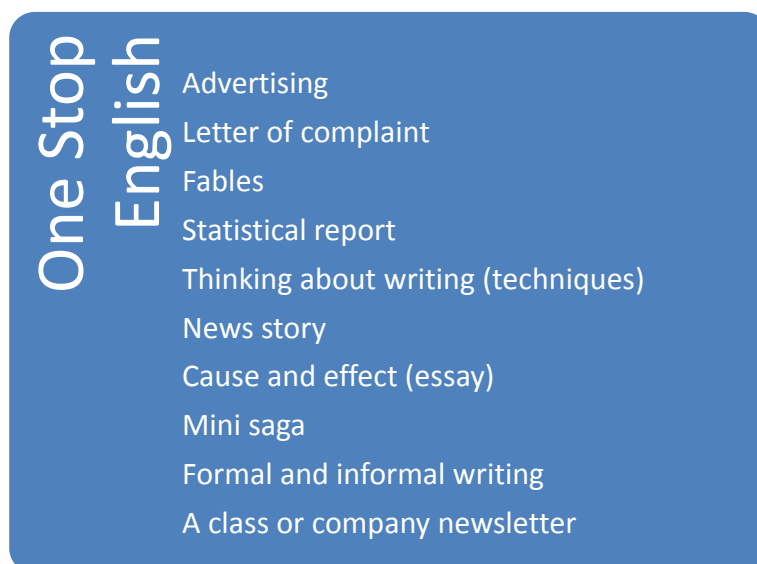 One Stop
English
Advertising
Letter of complaint
Fables
Statistical report
Thinking about writing (techniques)
News story
Cause and effect (essay)
Mini saga
Formal and informal writing
A class or company newsletter